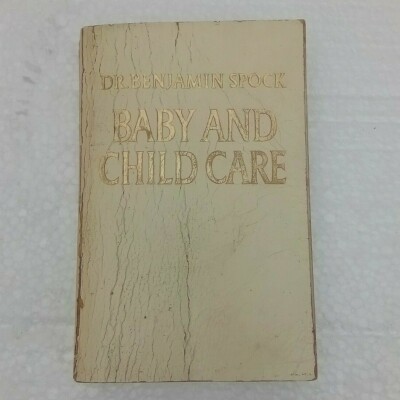 DR. BENJAMIN SPOCK
BABY AND
CHILD CARE